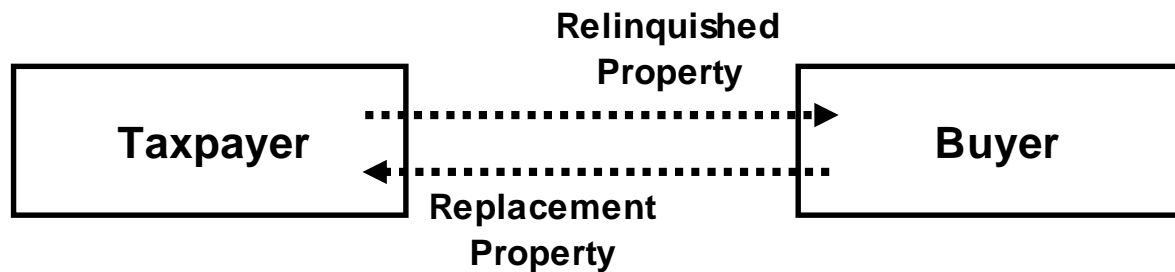 Relinquished
Property
Taxpayer
Buyer
Replacement
Property